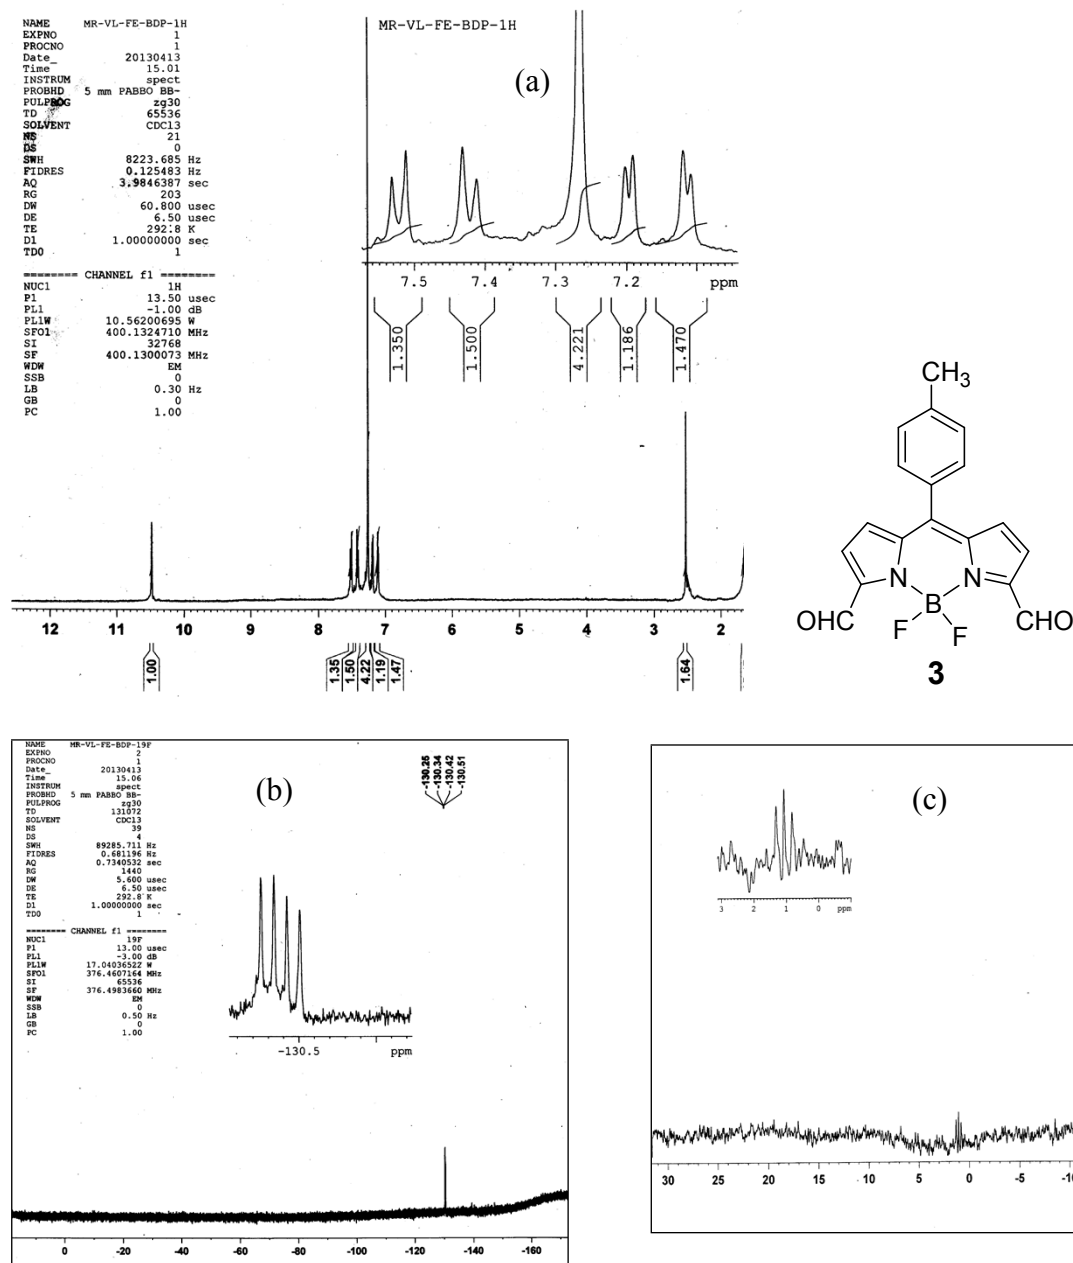 NAME MR-VL-FE-BDP-1H
EXPNO 1
PROCNO 1
Date_ 20130413
Time 15.01
INSTRUM spect
PROBHD 5 mm PABBO BB-
PULPROG zg30
TD 65536
SOLVENT CDCl3
NS 21
DS 0
SWH 8223.685 Hz
FIDRES 0.125483 Hz
AQ 3.9846387 sec
RG 203
DW 60.800 usec
DE 6.50 usec
TE 292.8 K
D1 1.00000000 sec
TD0 1
======== CHANNEL f1 ========
NUC1 1H
P1 13.50 usec
PL1 -1.00 dB
PL1W 10.56200695 W
SFO1 400.1324710 MHz
SI 32768
SF 400.1300073 MHz
WDW EM
SSB 0
LB 0.30 Hz
GB 0
PC 1.00
MR-VL-FE-BDP-1H
(a)
7.5 7.4 7.3 7.2 ppm
1.350 1.500 4.221 1.186 1.470
12 11 10 9 8 7 6 5 4 3 2
1.00 1.35 1.50 4.22 1.19 1.47 1.64
CH3
N N
B
OHC F F CHO
3
NAME MR-VL-FE-BDP-19F
EXPNO 2
PROCNO 1
Date_ 20130413
Time 15.06
INSTRUM spect
PROBHD 5 mm PABBO BB-
PULPROG zg30
TD 131072
SOLVENT CDCl3
NS 39
DS 4
SWH 89285.711 Hz
FIDRES 0.681196 Hz
AQ 0.7340532 sec
RG 1440
DW 5.600 usec
DE 6.50 usec
TE 292.8 K
D1 1.00000000 sec
TD0 1
======== CHANNEL f1 ========
NUC1 19F
P1 13.00 usec
PL1 -3.00 dB
PL1W 17.04036522 W
SFO1 376.4607164 MHz
SI 65536
SF 376.4983660 MHz
WDW EM
SSB 0
LB 0.50 Hz
GB 0
PC 1.00
(b)
-130.25
-130.34
-130.42
-130.51
-130.5 ppm
0 -20 -40 -60 -80 -100 -120 -140 -160
(c)
3 2 1 0 ppm
30 25 20 15 10 5 0 -5 -10